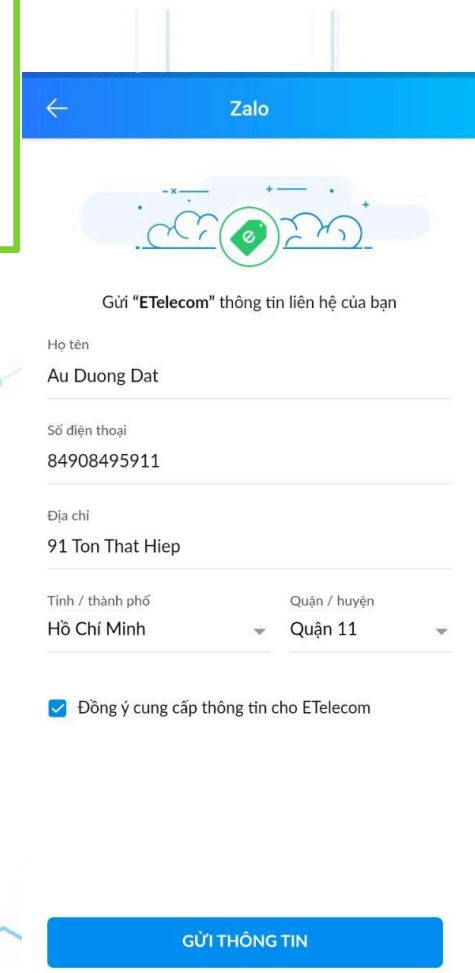 Zalo
Gửi “ETelecom” thông tin liên hệ của bạn
Họ tên
Au Duong Dat
Số điện thoại
84908495911
Địa chỉ
91 Ton That Hiep
Tỉnh / thành phố
Quận / huyện
Hồ Chí Minh
Quận 11
Đồng ý cung cấp thông tin cho ETelecom
GỬI THÔNG TIN